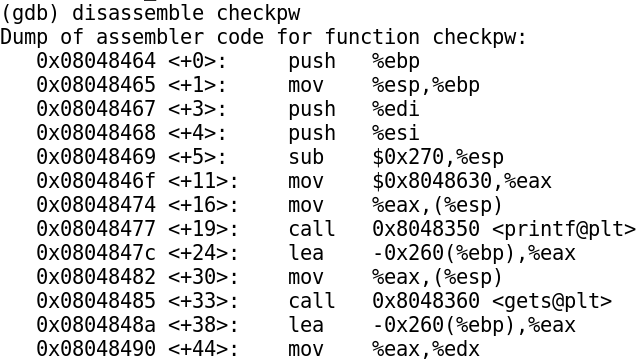 (gdb) disassemble checkpw
Dump of assembler code for function checkpw:
   0x08048464 <+0>:     push   %ebp
   0x08048465 <+1>:     mov    %esp,%ebp
   0x08048467 <+3>:     push   %edi
   0x08048468 <+4>:     push   %esi
   0x08048469 <+5>:     sub    $0x270,%esp
   0x0804846f <+11>:    mov    $0x8048630,%eax
   0x08048474 <+16>:    mov    %eax,(%esp)
   0x08048477 <+19>:    call   0x8048350 <printf@plt>
   0x0804847c <+24>:    lea    -0x260(%ebp),%eax
   0x08048482 <+30>:    mov    %eax,(%esp)
   0x08048485 <+33>:    call   0x8048360 <gets@plt>
   0x0804848a <+38>:    lea    -0x260(%ebp),%eax
   0x08048490 <+44>:    mov    %eax,%edx